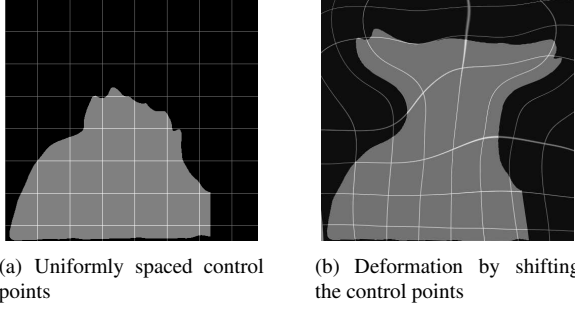 (a) Uniformly spaced control
points
(b) Deformation by shifting
the control points